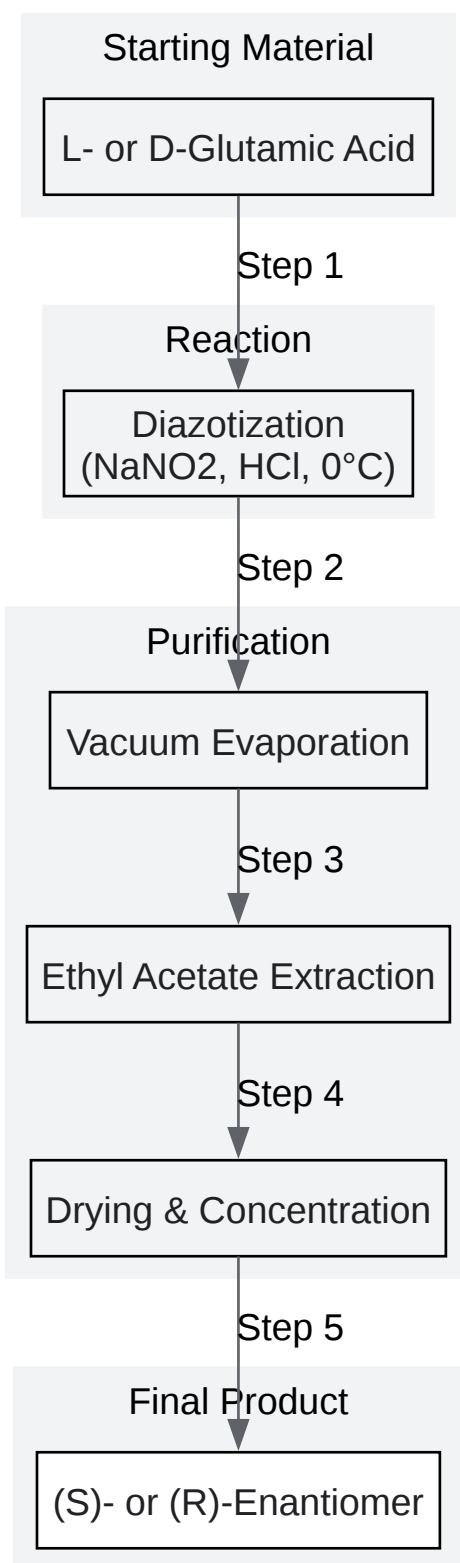 Starting Material
L- or D-Glutamic Acid
Step 1
Reaction
Diazotization
(NaNO2, HCl, 0°C)
Step 2
Purification
Vacuum Evaporation
Step 3
Ethyl Acetate Extraction
Step 4
Drying & Concentration
Step 5
Final Product
(S)- or (R)-Enantiomer